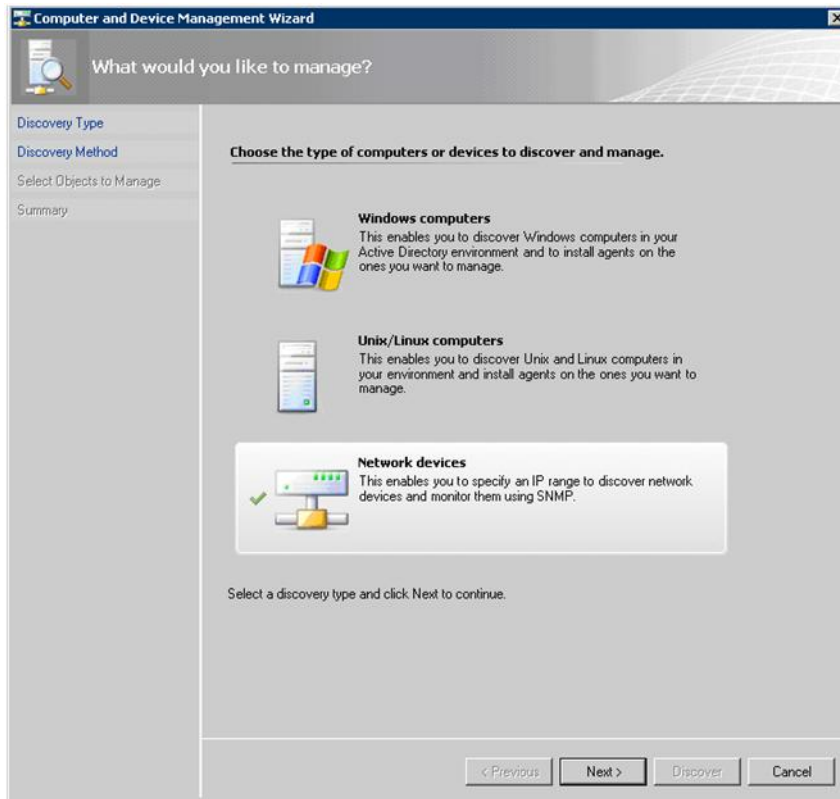 Computer and Device Management Wizard
What would you like to manage?
Discovery Type
Discovery Method
Select Objects to Manage
Summary
Choose the type of computers or devices to discover and manage.
Windows computers
This enables you to discover Windows computers in your
Active Directory environment and to install agents on the
ones you want to manage.
Unix/Linux computers
This enables you to discover Unix and Linux computers in
your environment and install agents on the ones you want to
manage.
Network devices
This enables you to specify an IP range to discover network
devices and monitor them using SNMP.
Select a discovery type and click Next to continue.
< Previous Next > Discover Cancel